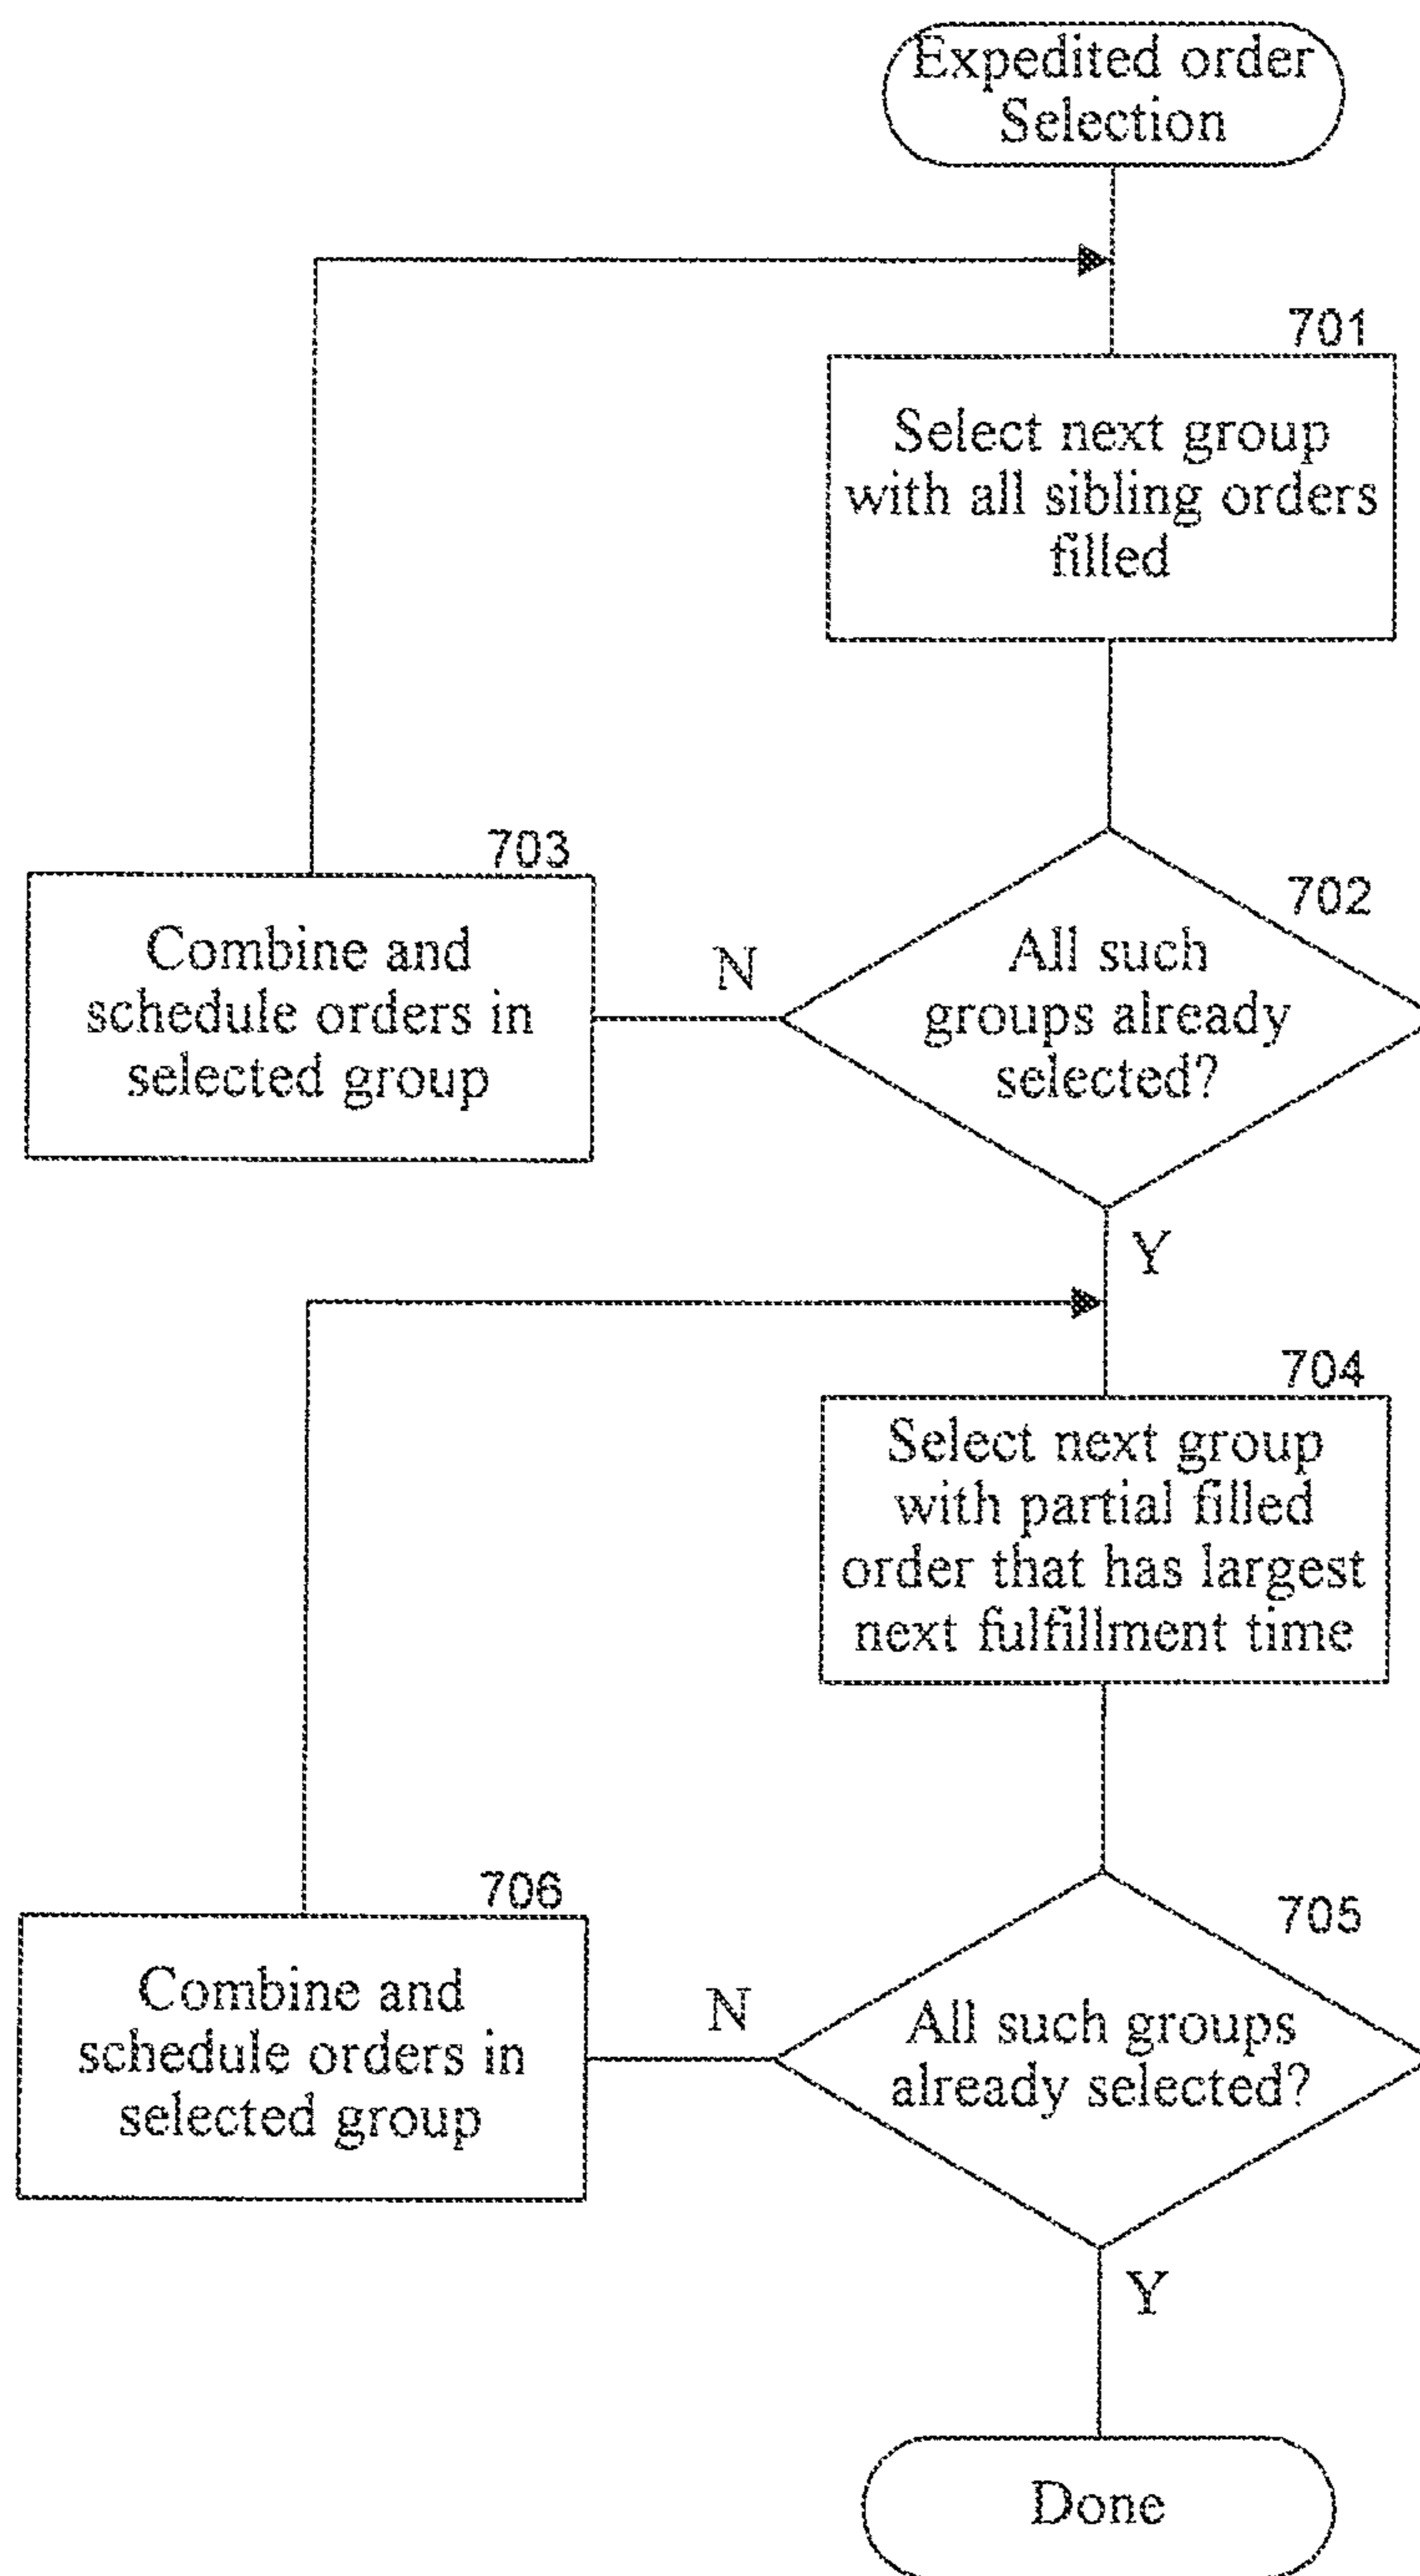 Expedited order
Selection
701
Select next group
with all sibling orders
filled
702
All such
groups already
selected?
703
Combine and
schedule orders in
selected group
N
Y
704
Select next group
with partial filled
order that has largest
next fulfillment time
705
All such groups
already selected?
706
Combine and
schedule orders in
selected group
N
Y
Done